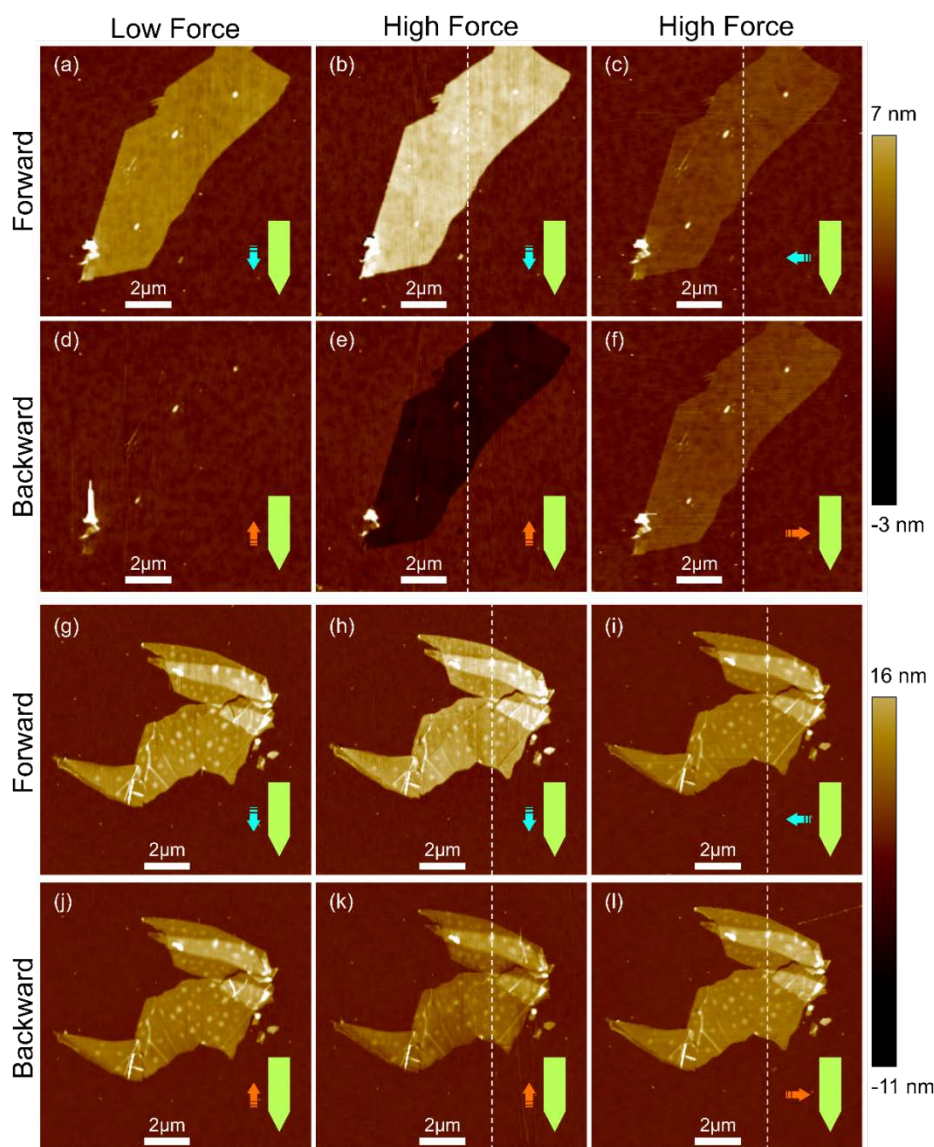 Low Force
High Force
High Force
Forward
(a)
(b)
(c)
7 nm
2μm
2μm
2μm
Backward
(d)
(e)
(f)
2μm
2μm
2μm
-3 nm
Forward
(g)
(h)
(i)
16 nm
2μm
2μm
2μm
Backward
(j)
(k)
(l)
2μm
2μm
2μm
-11 nm